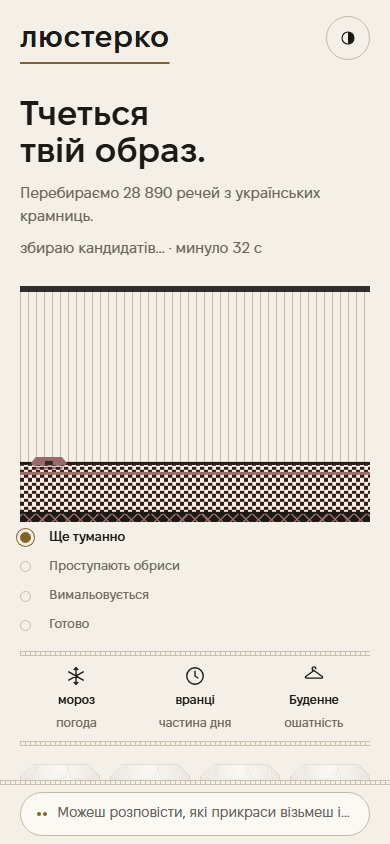 люстерко
Тчеться
твій образ.
Перебираємо 28 890 речей з українських
крамниць.
збираю кандидатів... · минуло 32 с
Ще туманно
Проступають обриси
Вимальовується
Готово
мороз вранці Буденне
погода частина дня ошатність
Можеш розповісти, які прикраси візьмеш і...